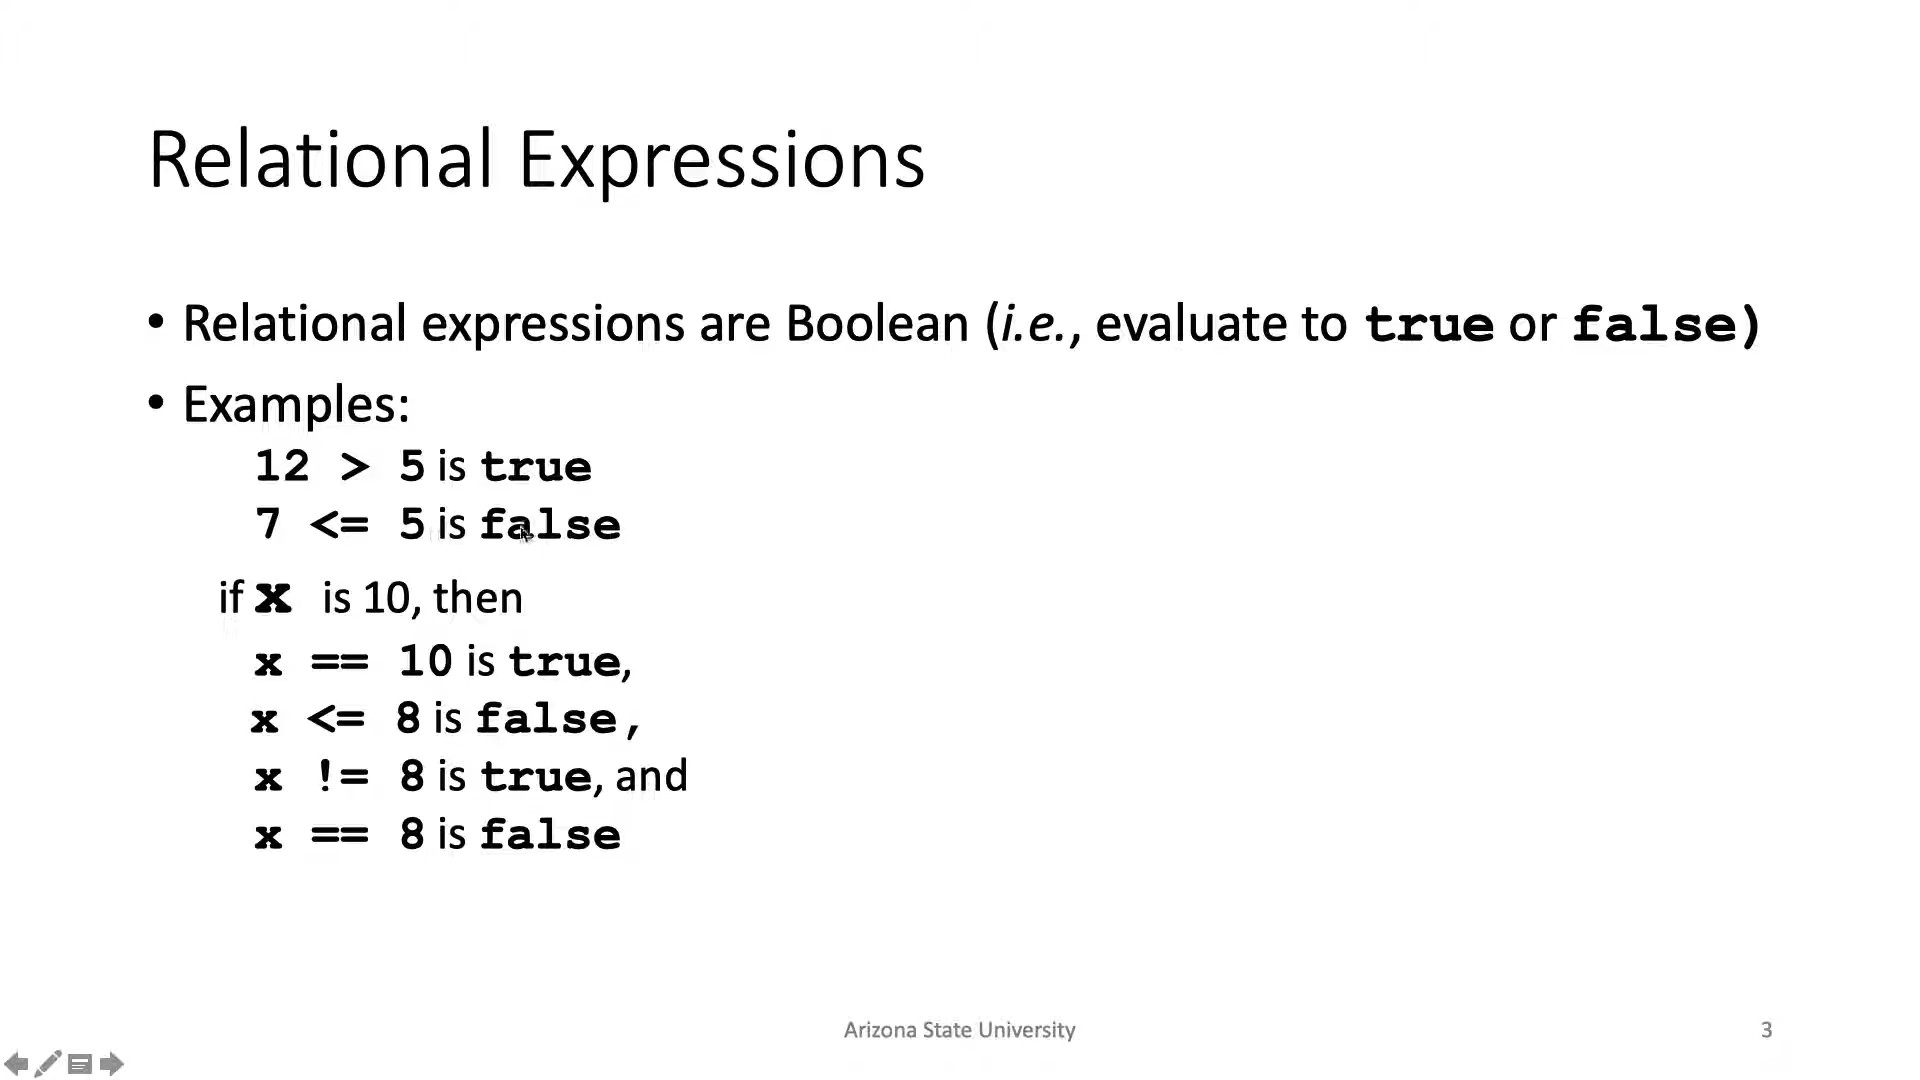 Relational Expressions
• Relational expressions are Boolean (i.e., evaluate to true or false)
• Examples:
12 > 5 is true
7 <= 5 is false
if x is 10, then
x == 10 is true,
x <= 8 is false,
x != 8 is true, and
x == 8 is false
Arizona State University
3